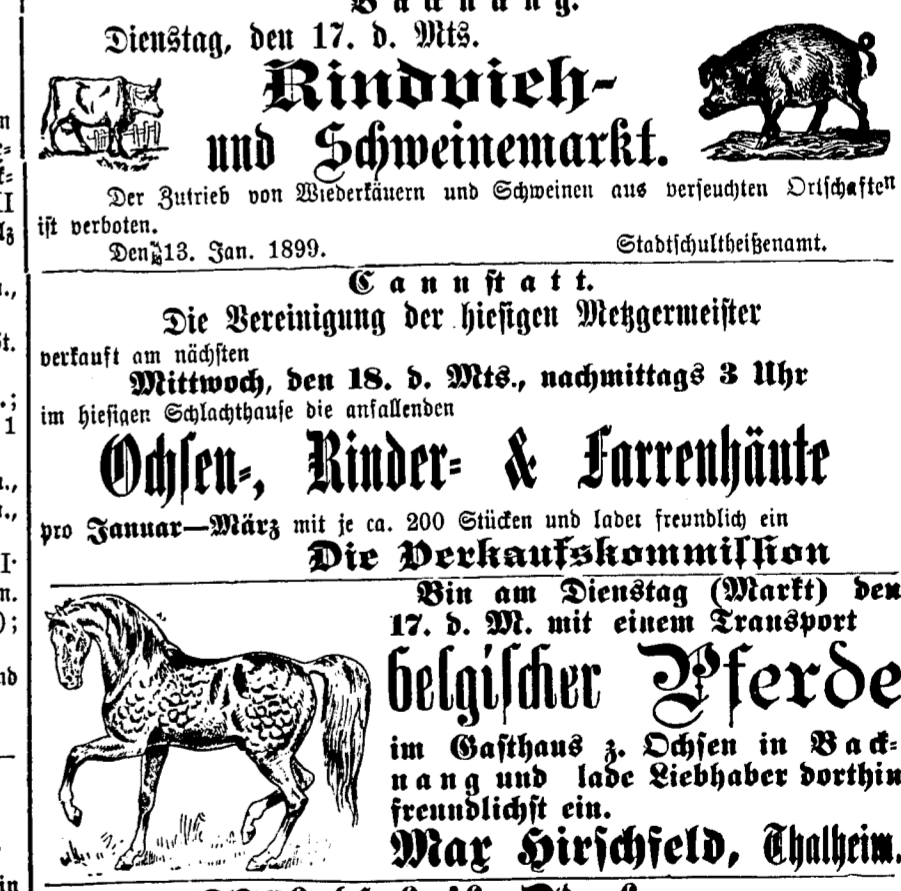 Backnang.
Dienstag, den 17. d. Mts.
Rindvieh-
und Schweinemarkt.
Der Zutrieb von Wiederkäuern und Schweinen aus verseuchten Ortschaften
ist verboten.
Den 13. Jan. 1899.
Stadtschultheißenamt.
Cannstatt.
Die Vereinigung der hiesigen Metzgermeister
verkauft am nächsten
Mittwoch, den 18. d. Mts., nachmittags 3 Uhr
im hiesigen Schlachthause die anfallenden
Ochsen-, Rinder- & Farrenhäute
pro Januar—März mit je ca. 200 Stücken und ladet freundlich ein
Die Verkaufskommission
Bin am Dienstag (Markt) den
17. d. M. mit einem Transport
belgischer Pferde
im Gasthaus z. Ochsen in Back-
nang und lade Liebhaber dorthin
freundlichst ein.
Max Hirschfeld, Thalheim.